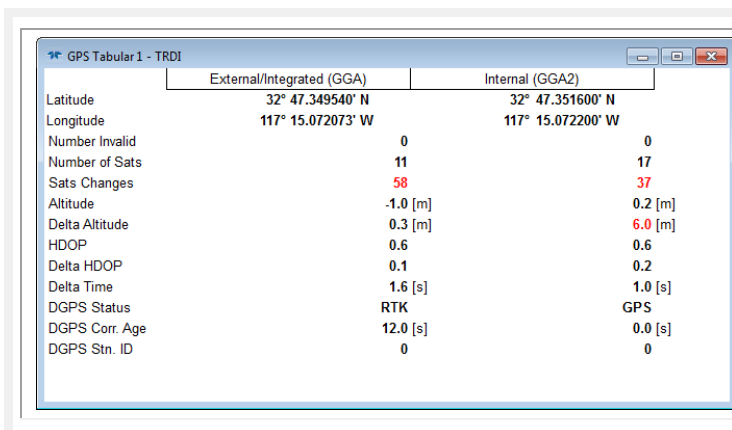 GPS Tabular 1 - TRDI
External/Integrated (GGA) Internal (GGA2)
Latitude 32° 47.349540' N 32° 47.351600' N
Longitude 117° 15.072073' W 117° 15.072200' W
Number Invalid 0 0
Number of Sats 11 17
Sats Changes 58 37
Altitude -1.0 [m] 0.2 [m]
Delta Altitude 0.3 [m] 6.0 [m]
HDOP 0.6 0.6
Delta HDOP 0.1 0.2
Delta Time 1.6 [s] 1.0 [s]
DGPS Status RTK GPS
DGPS Corr. Age 12.0 [s] 0.0 [s]
DGPS Stn. ID 0 0